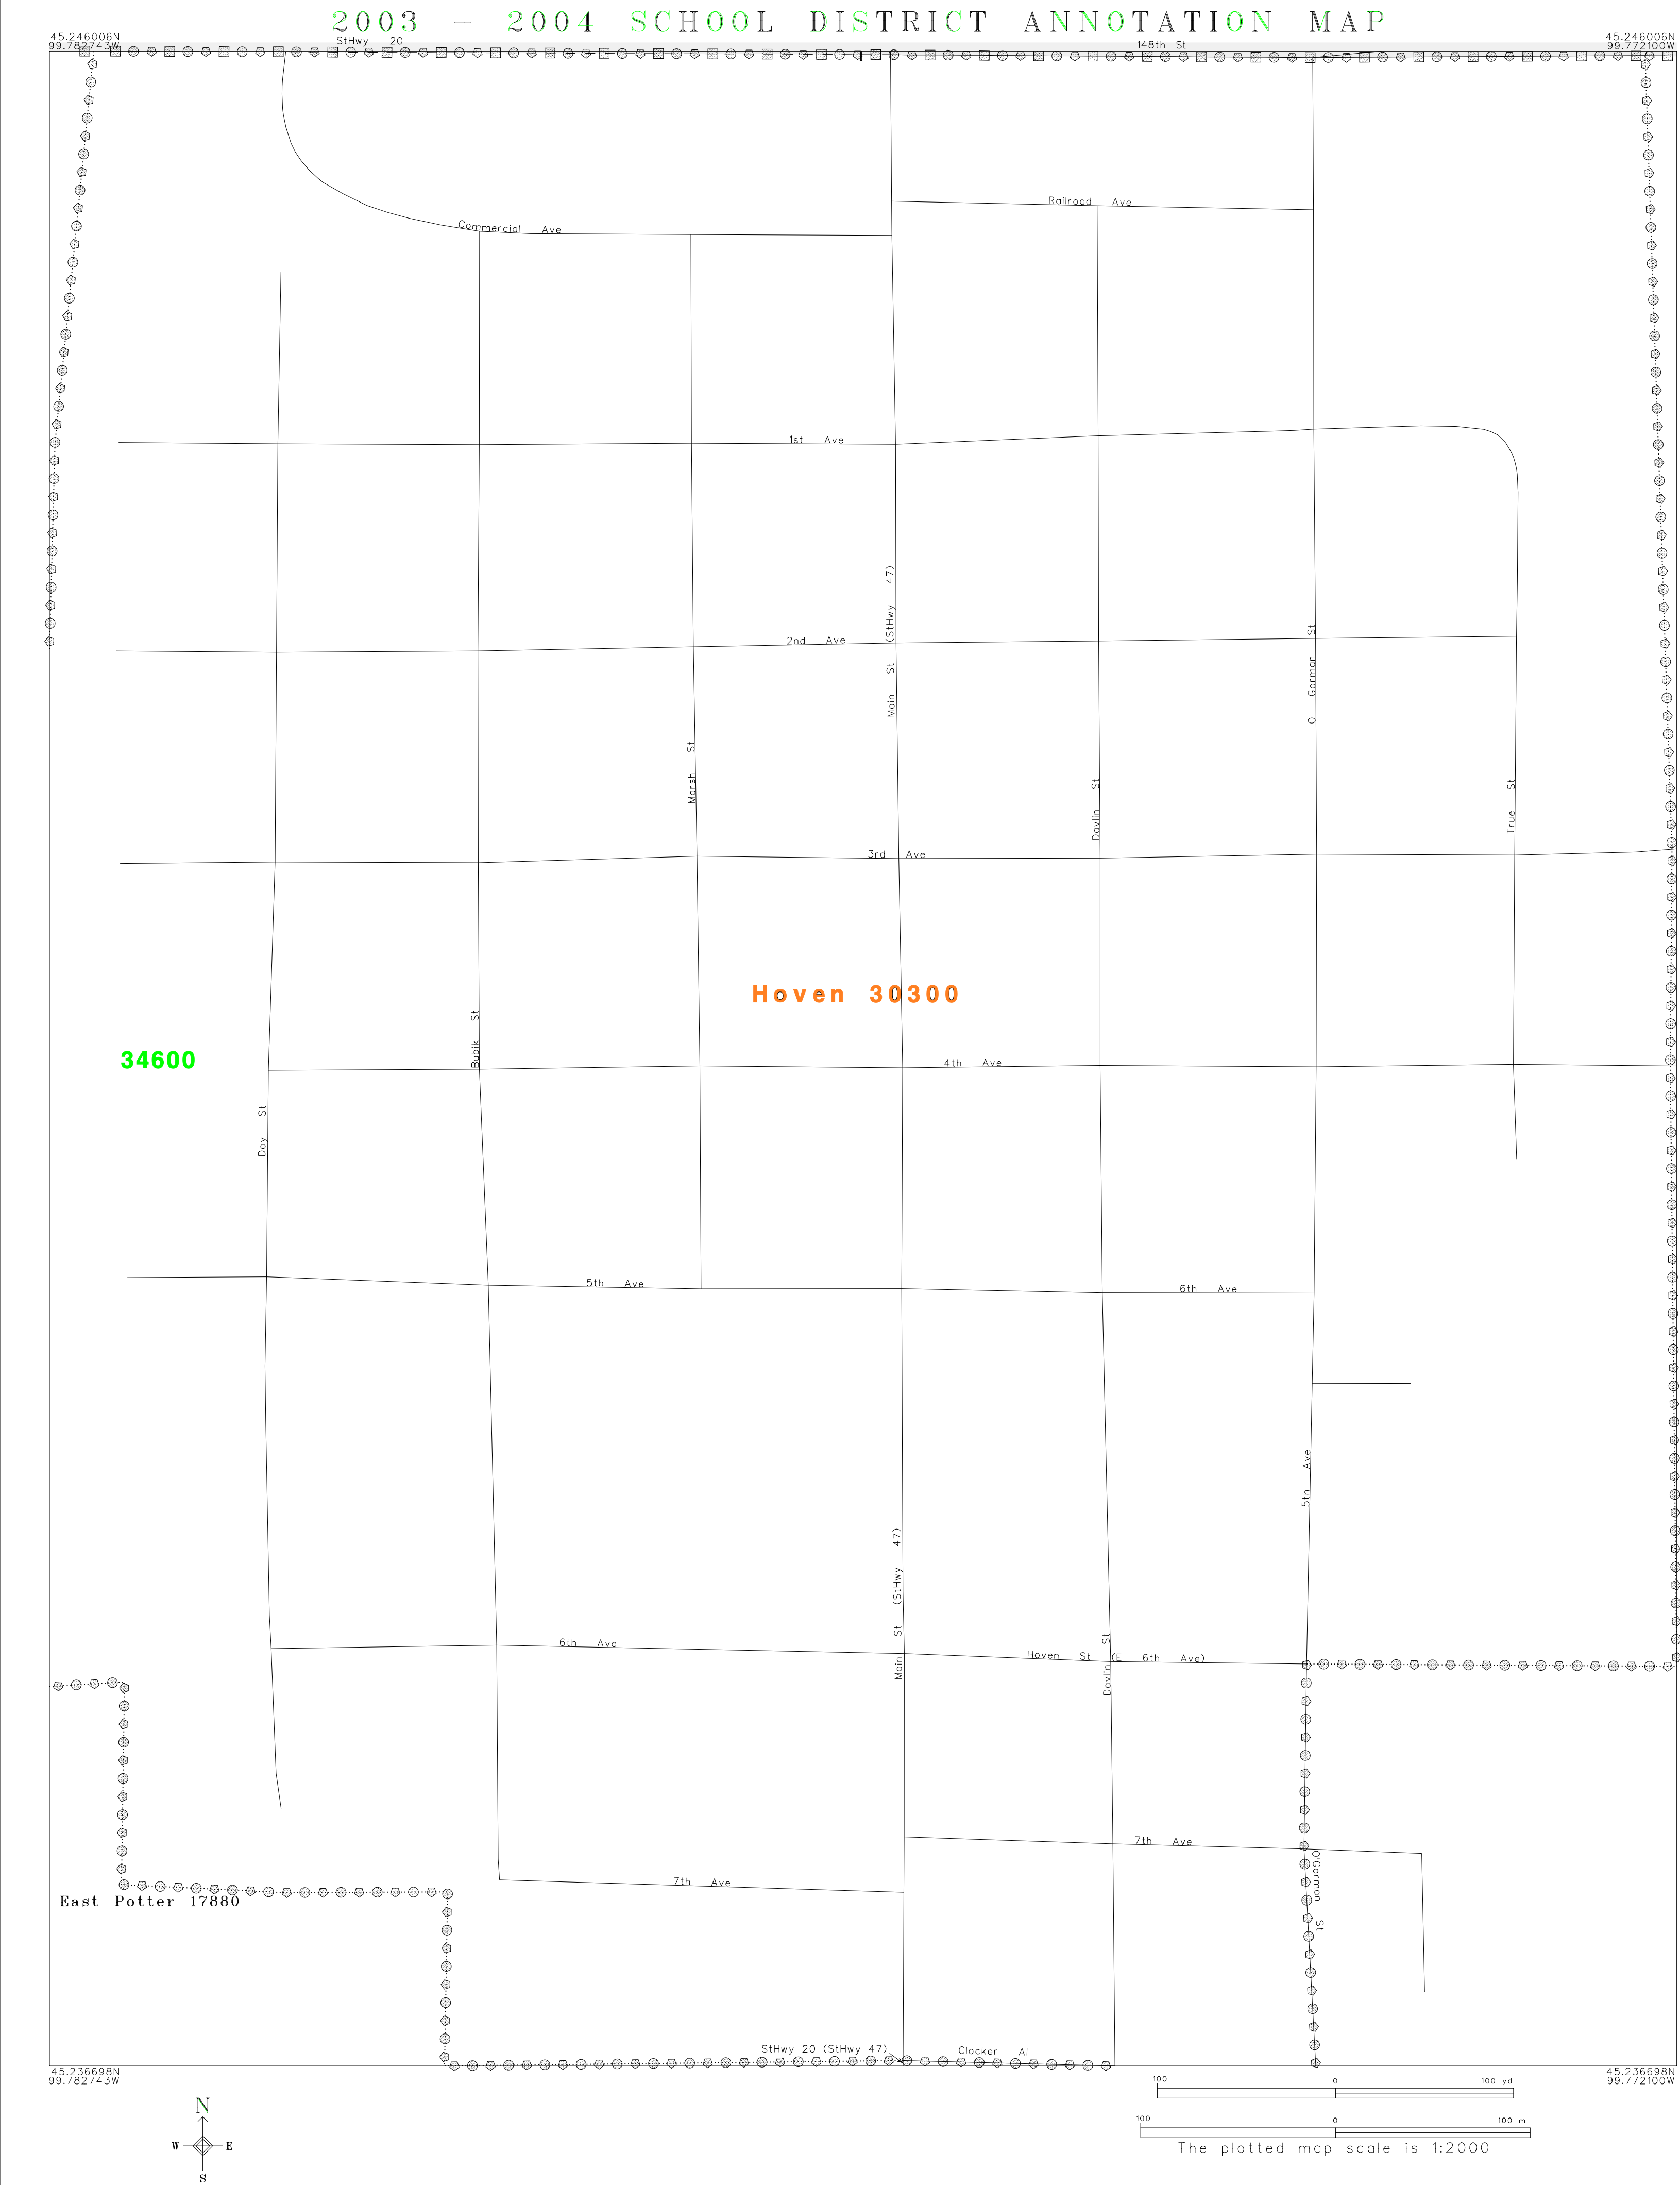 2003 - 2004 SCHOOL DISTRICT ANNOTATION MAP
45.246006N
99.782743W
45.246006N
99.772100W
StHwy 20
148th St
Railroad Ave
Commercial Ave
1st Ave
Main St (StHwy 47)
2nd Ave
O Gorman St
Marsh St
Davlin St
True St
3rd Ave
Hoven 30300
Bubik St
34600
4th Ave
Day St
5th Ave
6th Ave
5th Ave
Main St (StHwy 47)
6th Ave
Hoven St (E 6th Ave)
Davlin St
7th Ave
O'Gorman St
7th Ave
East Potter 17880
StHwy 20 (StHwy 47)
Clocker Al
45.236698N
99.782743W
45.236698N
99.772100W
100 0 100 yd
100 0 100 m
The plotted map scale is 1:2000
N
W E
S